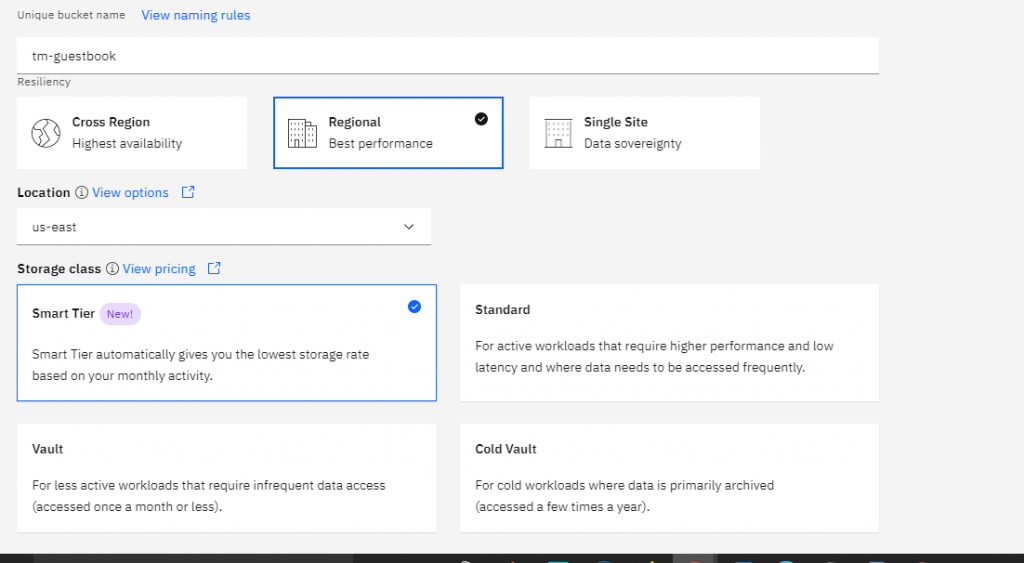 Unique bucket name View naming rules
tm-guestbook
Resiliency
Cross Region
Highest availability
Regional
Best performance
Single Site
Data sovereignty
Location View options
us-east
Storage class View pricing
Smart Tier New!
Smart Tier automatically gives you the lowest storage rate
based on your monthly activity.
Standard
For active workloads that require higher performance and low
latency and where data needs to be accessed frequently.
Vault
For less active workloads that require infrequent data access
(accessed once a month or less).
Cold Vault
For cold workloads where data is primarily archived
(accessed a few times a year).